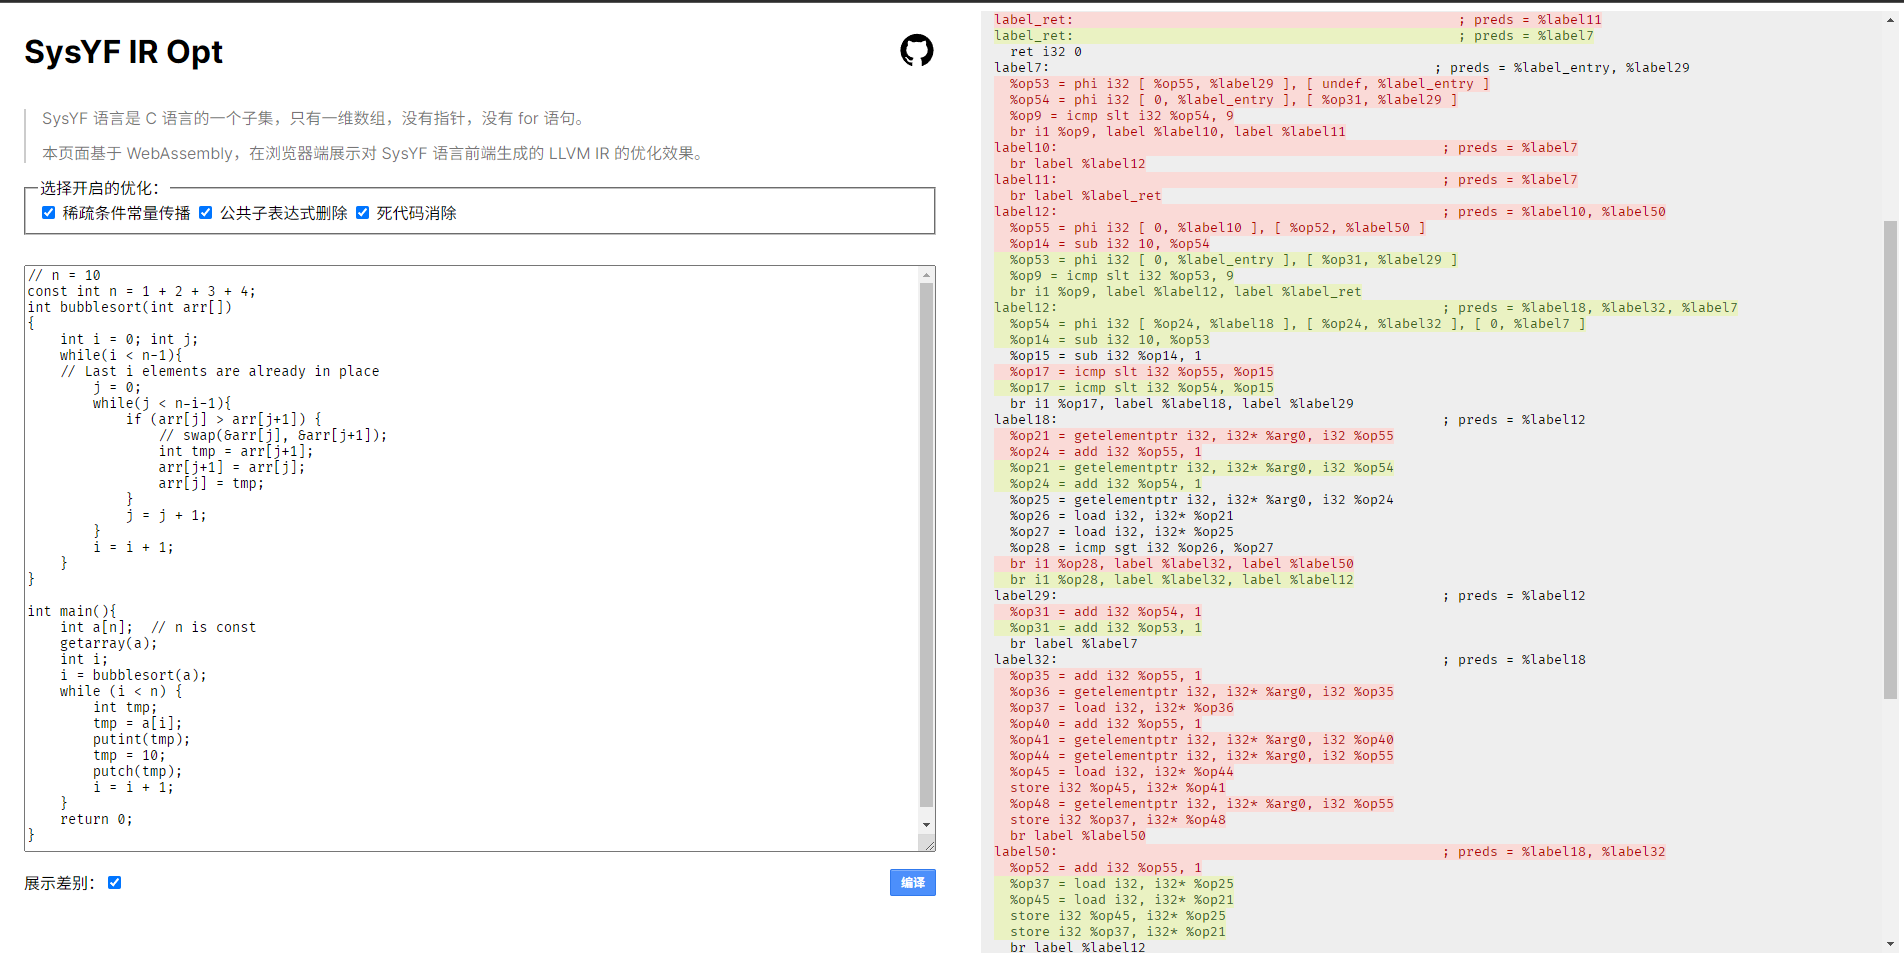 SysYF IR Opt
SysYF 语言是 C 语言的一个子集，只有一维数组，没有指针，没有 for 语句。
本页面基于 WebAssembly，在浏览器端展示对 SysYF 语言前端生成的 LLVM IR 的优化效果。
选择开启的优化：
稀疏条件常量传播 公共子表达式删除 死代码消除
// n = 10
const int n = 1 + 2 + 3 + 4;
int bubblesort(int arr[])
{
    int i = 0; int j;
    while(i < n-1){
    // Last i elements are already in place
        j = 0;
        while(j < n-i-1){
            if (arr[j] > arr[j+1]) {
                // swap(&arr[j], &arr[j+1]);
                int tmp = arr[j+1];
                arr[j+1] = arr[j];
                arr[j] = tmp;
            }
            j = j + 1;
        }
        i = i + 1;
    }
}
int main(){
    int a[n];  // n is const
    getarray(a);
    int i;
    i = bubblesort(a);
    while (i < n) {
        int tmp;
        tmp = a[i];
        putint(tmp);
        tmp = 10;
        putch(tmp);
        i = i + 1;
    }
    return 0;
}
展示差别：
编译
label_ret: ; preds = %label11
label_ret: ; preds = %label7
  ret i32 0
label7: ; preds = %label_entry, %label29
  %op53 = phi i32 [ %op55, %label29 ], [ undef, %label_entry ]
  %op54 = phi i32 [ 0, %label_entry ], [ %op31, %label29 ]
  %op9 = icmp slt i32 %op54, 9
  br i1 %op9, label %label10, label %label11
label10: ; preds = %label7
  br label %label12
label11: ; preds = %label7
  br label %label_ret
label12: ; preds = %label10, %label50
  %op55 = phi i32 [ 0, %label10 ], [ %op52, %label50 ]
  %op14 = sub i32 10, %op54
  %op53 = phi i32 [ 0, %label_entry ], [ %op31, %label29 ]
  %op9 = icmp slt i32 %op53, 9
  br i1 %op9, label %label12, label %label_ret
label12: ; preds = %label18, %label32, %label7
  %op54 = phi i32 [ %op24, %label18 ], [ %op24, %label32 ], [ 0, %label7 ]
  %op14 = sub i32 10, %op53
  %op15 = sub i32 %op14, 1
  %op17 = icmp slt i32 %op55, %op15
  %op17 = icmp slt i32 %op54, %op15
  br i1 %op17, label %label18, label %label29
label18: ; preds = %label12
  %op21 = getelementptr i32, i32* %arg0, i32 %op55
  %op24 = add i32 %op55, 1
  %op21 = getelementptr i32, i32* %arg0, i32 %op54
  %op24 = add i32 %op54, 1
  %op25 = getelementptr i32, i32* %arg0, i32 %op24
  %op26 = load i32, i32* %op21
  %op27 = load i32, i32* %op25
  %op28 = icmp sgt i32 %op26, %op27
  br i1 %op28, label %label32, label %label50
  br i1 %op28, label %label32, label %label12
label29: ; preds = %label12
  %op31 = add i32 %op54, 1
  %op31 = add i32 %op53, 1
  br label %label7
label32: ; preds = %label18
  %op35 = add i32 %op55, 1
  %op36 = getelementptr i32, i32* %arg0, i32 %op35
  %op37 = load i32, i32* %op36
  %op40 = add i32 %op55, 1
  %op41 = getelementptr i32, i32* %arg0, i32 %op40
  %op44 = getelementptr i32, i32* %arg0, i32 %op55
  %op45 = load i32, i32* %op44
  store i32 %op45, i32* %op41
  %op48 = getelementptr i32, i32* %arg0, i32 %op55
  store i32 %op37, i32* %op48
  br label %label50
label50: ; preds = %label18, %label32
  %op52 = add i32 %op55, 1
  %op37 = load i32, i32* %op25
  %op45 = load i32, i32* %op21
  store i32 %op45, i32* %op25
  store i32 %op37, i32* %op21
  br label %label12